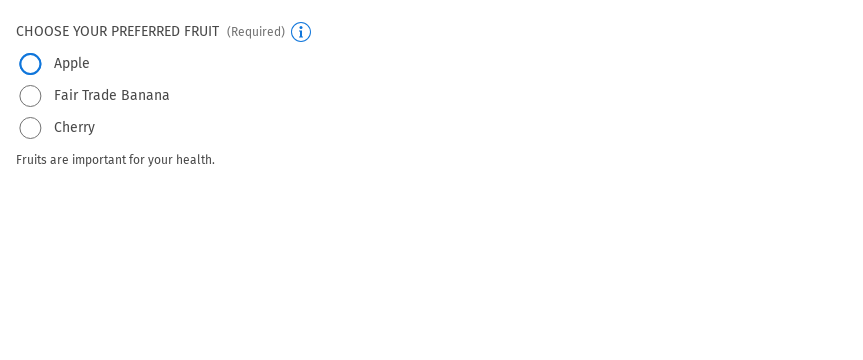 CHOOSE YOUR PREFERRED FRUIT (Required)
Apple
Fair Trade Banana
Cherry
Fruits are important for your health.